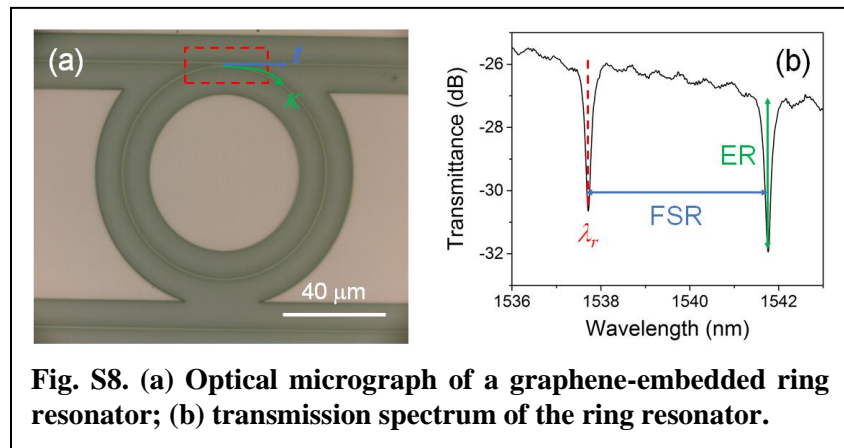 (a)
t
κ
40 μm
(b)
Transmittance (dB)
-26
-28
-30
-32
ER
FSR
λr
1536
1538
1540
1542
Wavelength (nm)
Fig. S8. (a) Optical micrograph of a graphene-embedded ring
resonator; (b) transmission spectrum of the ring resonator.